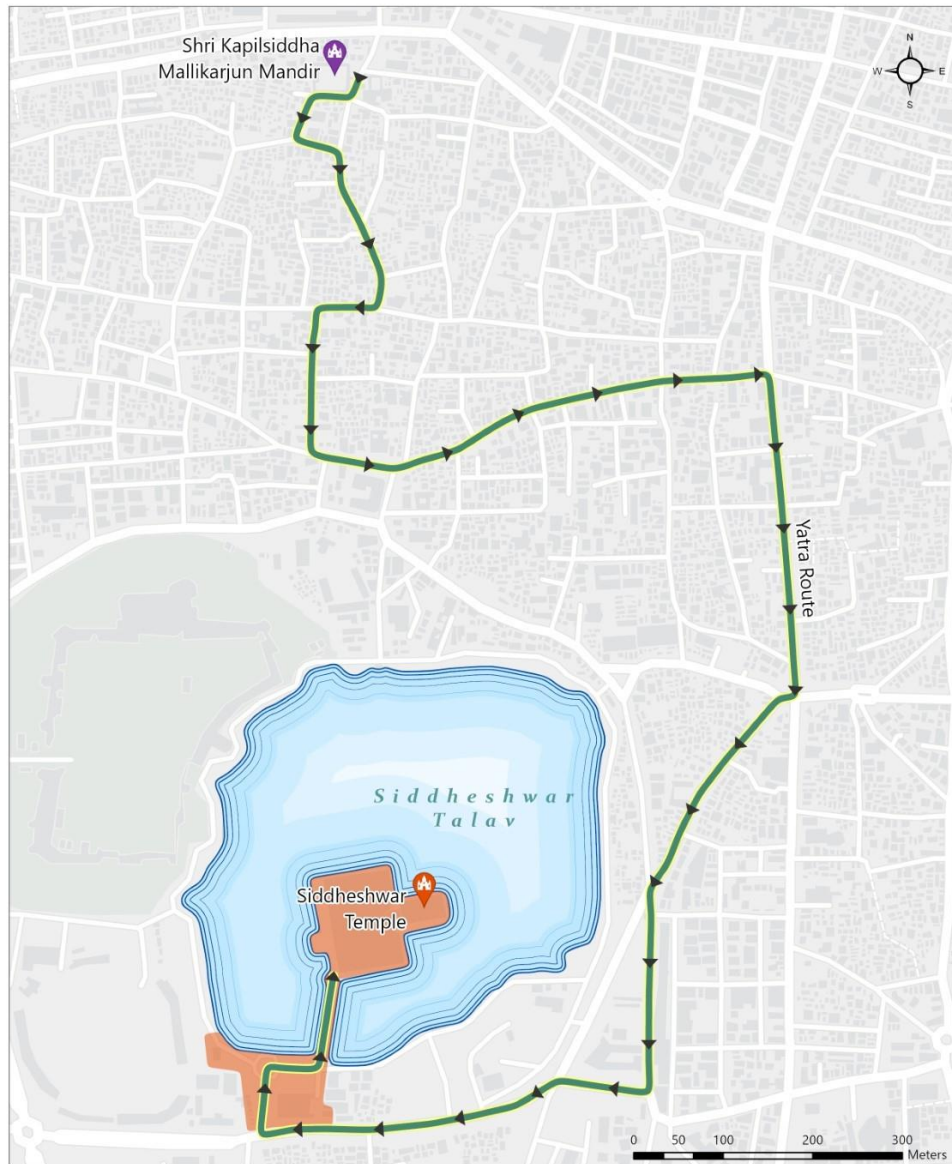 Shri Kapilsiddha
Mallikarjun Mandir
N
W E
S
Yatra Route
Siddheshwar
Talav
Siddheshwar
Temple
0 50 100 200 300
Meters